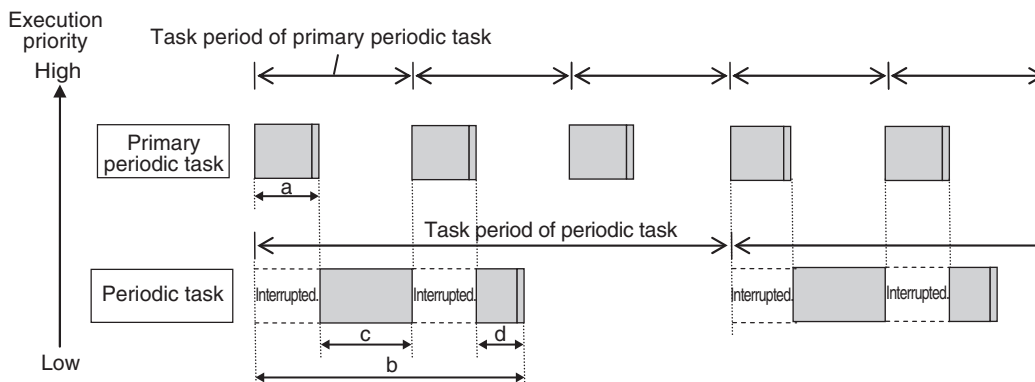 Execution
priority
High
Task period of primary periodic task
Primary
periodic task
a
Task period of periodic task
Periodic task
Interrupted.
Interrupted.
Interrupted.
Interrupted.
c
d
b
Low